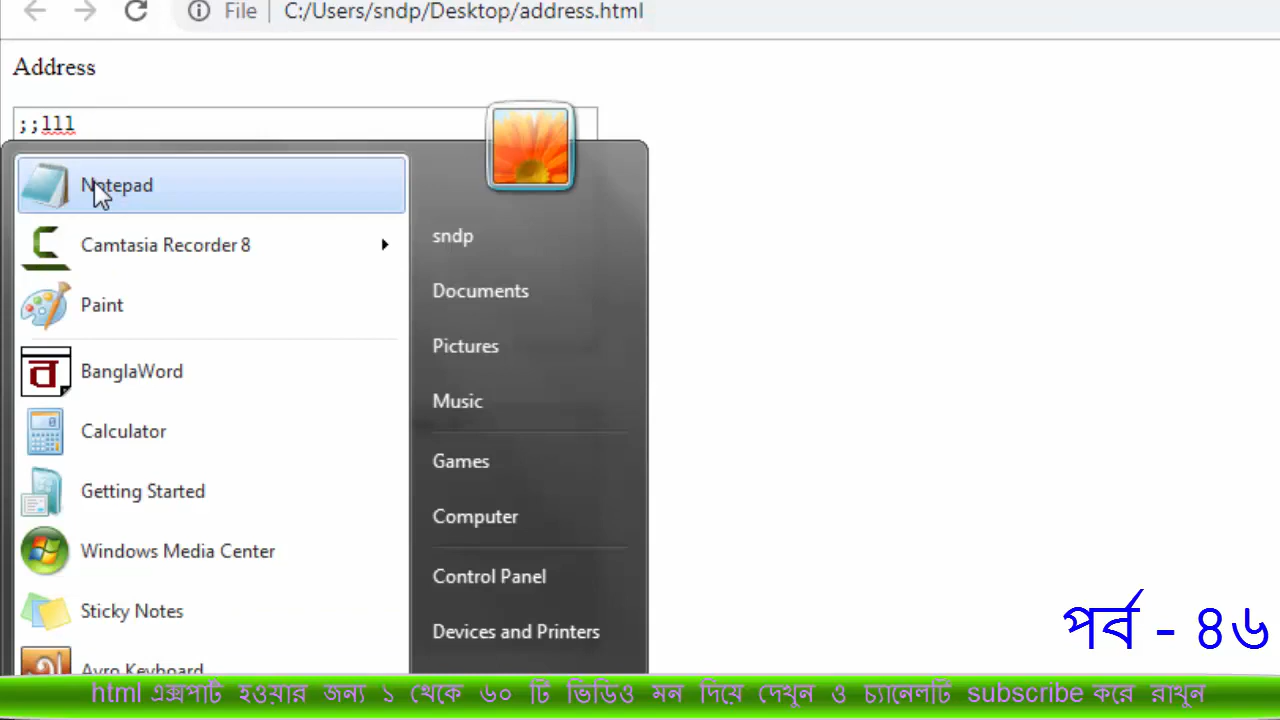 File | C:/Users/sndp/Desktop/address.html
Address
;;lll
Notepad
Camtasia Recorder 8
Paint
BanglaWord
Calculator
Getting Started
Windows Media Center
Sticky Notes
Avro Keyboard
sndp
Documents
Pictures
Music
Games
Computer
Control Panel
Devices and Printers
পর্ব - ৪৬
html এক্সপার্ট হওয়ার জন্য ১ থেকে ৬০ টি ভিডিও মন দিয়ে দেখুন ও চ্যানেলটি subscribe করে রাখুন